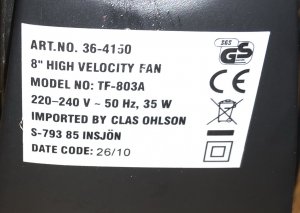 ART.NO. 36-4150
8" HIGH VELOCITY FAN
MODEL NO: TF-803A
220–240 V ~ 50 Hz, 35 W
IMPORTED BY CLAS OHLSON
S-793 85 INSJÖN
DATE CODE: 26/10
SGS
GS
CE